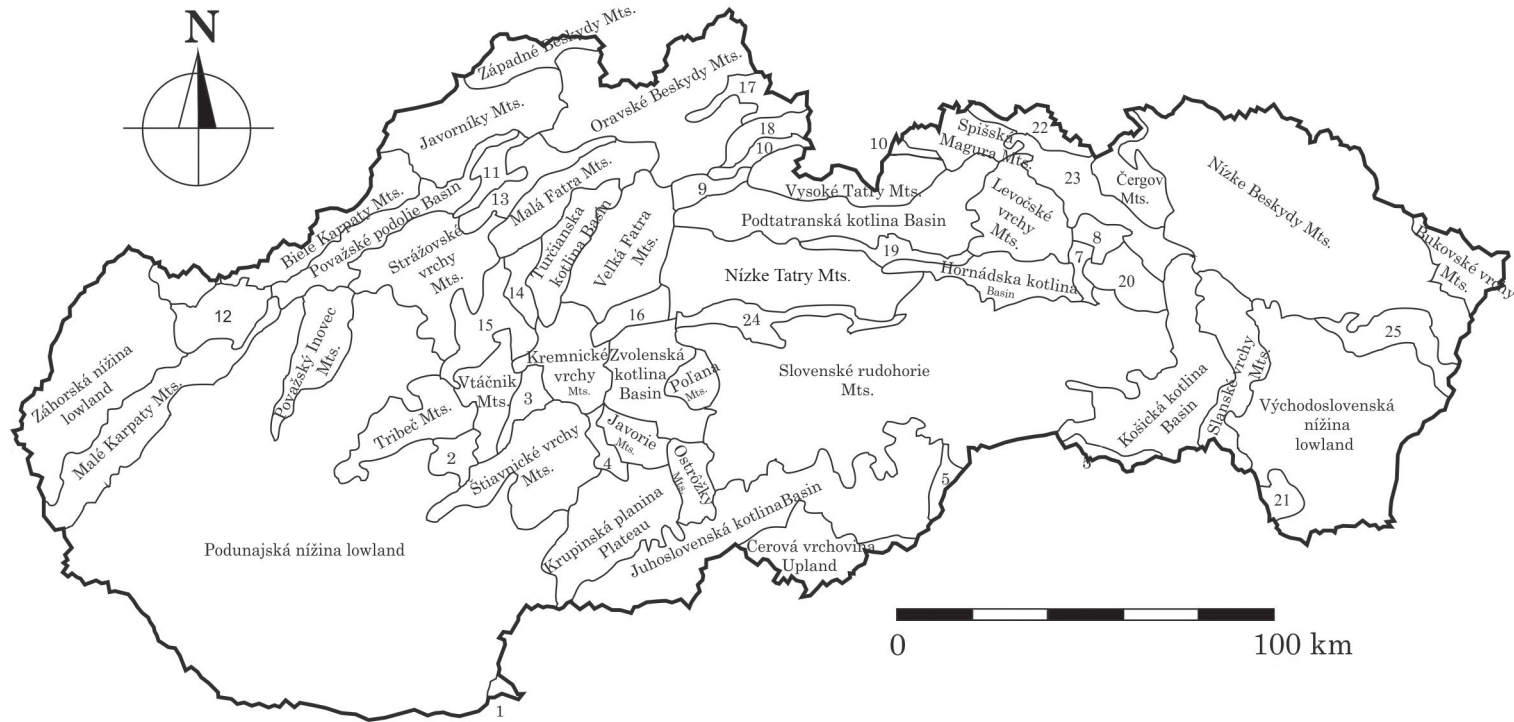 N
Západné Beskydy Mts.
Oravské Beskydy Mts.
17
Javorníky Mts.
18
10
10
Spišská
Magura Mts.
22
Nízke Beskydy Mts.
11
Malá Fatra Mts.
9
Vysoké Tatry Mts.
23
Čergov
Mts.
Biele Karpaty Mts.
Považské podolie Basin
13
Podtatranská kotlina Basin
Levočské
vrchy
Mts.
Strážovské
vrchy
Mts.
Turčianska
kotlina Basin
Veľká Fatra
Mts.
19
8
7
Bukovské vrchy
Mts.
Nízke Tatry Mts.
Hornádska kotlina
Basin
20
14
12
15
16
24
25
Považský Inovec
Mts.
Záhorská nížina
lowland
Malé Karpaty Mts.
Kremnické
vrchy
Mts.
Zvolenská
kotlina
Basin
Poľana
Mts.
Slovenské rudohorie
Mts.
Vtáčnik
Mts.
3
Tribeč Mts.
2
Košická kotlina
Basin
Slanské vrchy
Mts.
Východoslovenská
nížina
lowland
Štiavnické vrchy
Mts.
Javorie
Mts.
4
Ostrôžky
Mts.
5
5
21
Krupinská planina
Plateau
Juhoslovenská kotlinaBasin
Podunajská nížina lowland
Cerová vrchovina
Upland
0
100 km
1